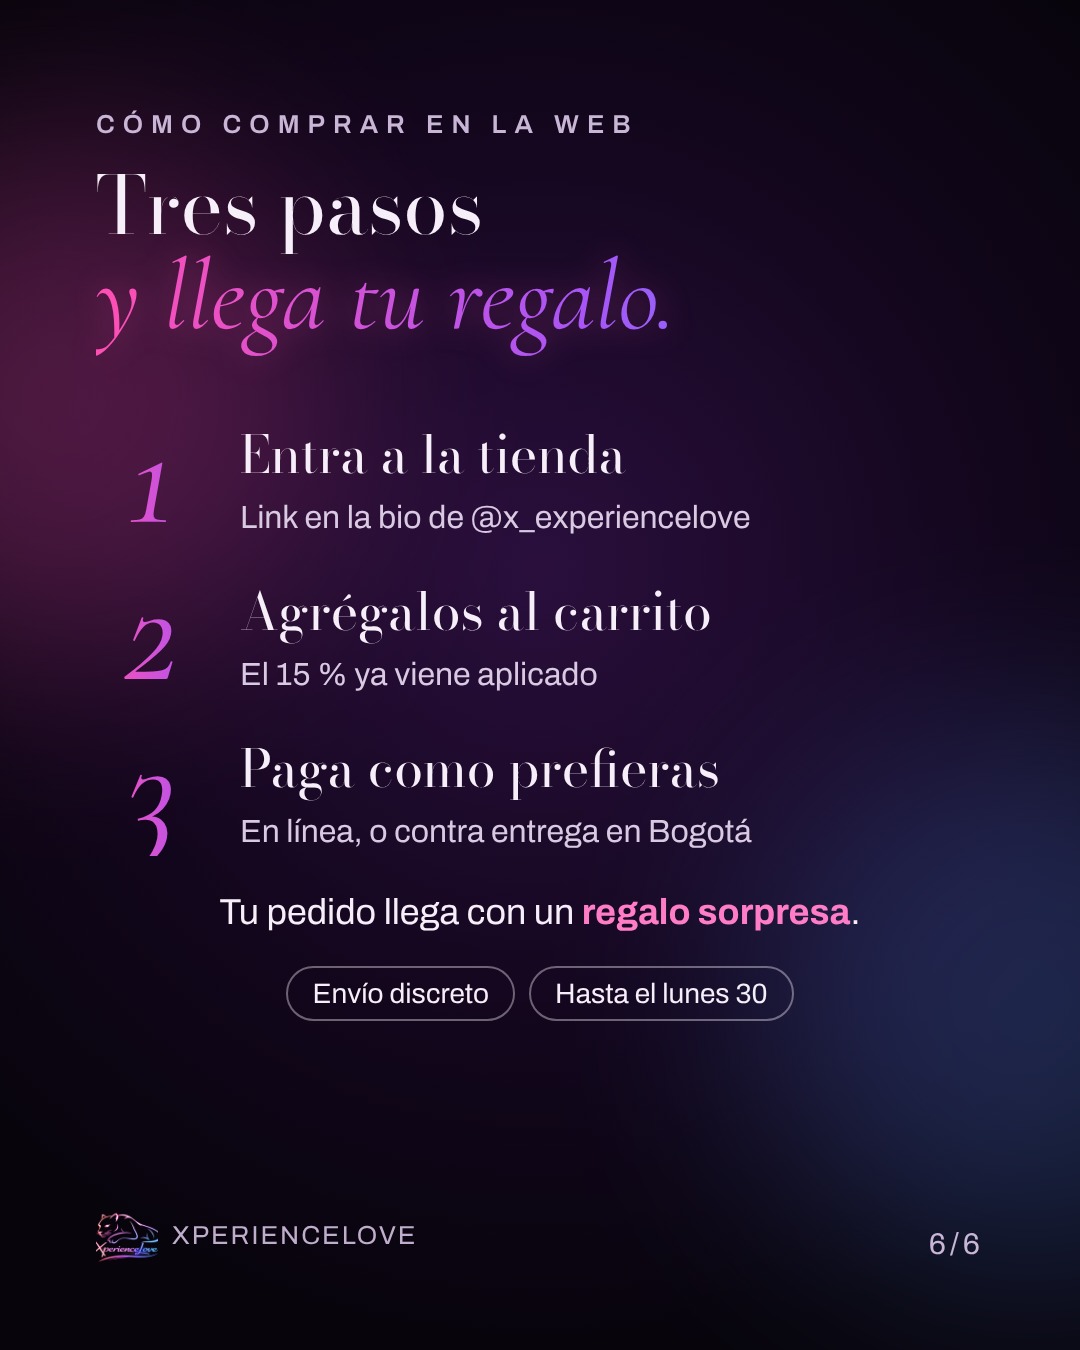 CÓMO COMPRAR EN LA WEB
Tres pasos
y llega tu regalo.
1
Entra a la tienda
Link en la bio de @x_experiencelove
2
Agrégalos al carrito
El 15 % ya viene aplicado
3
Paga como prefieras
En línea, o contra entrega en Bogotá
Tu pedido llega con un regalo sorpresa.
Envío discreto
Hasta el lunes 30
XperienceLove
XPERIENCELOVE
6/6